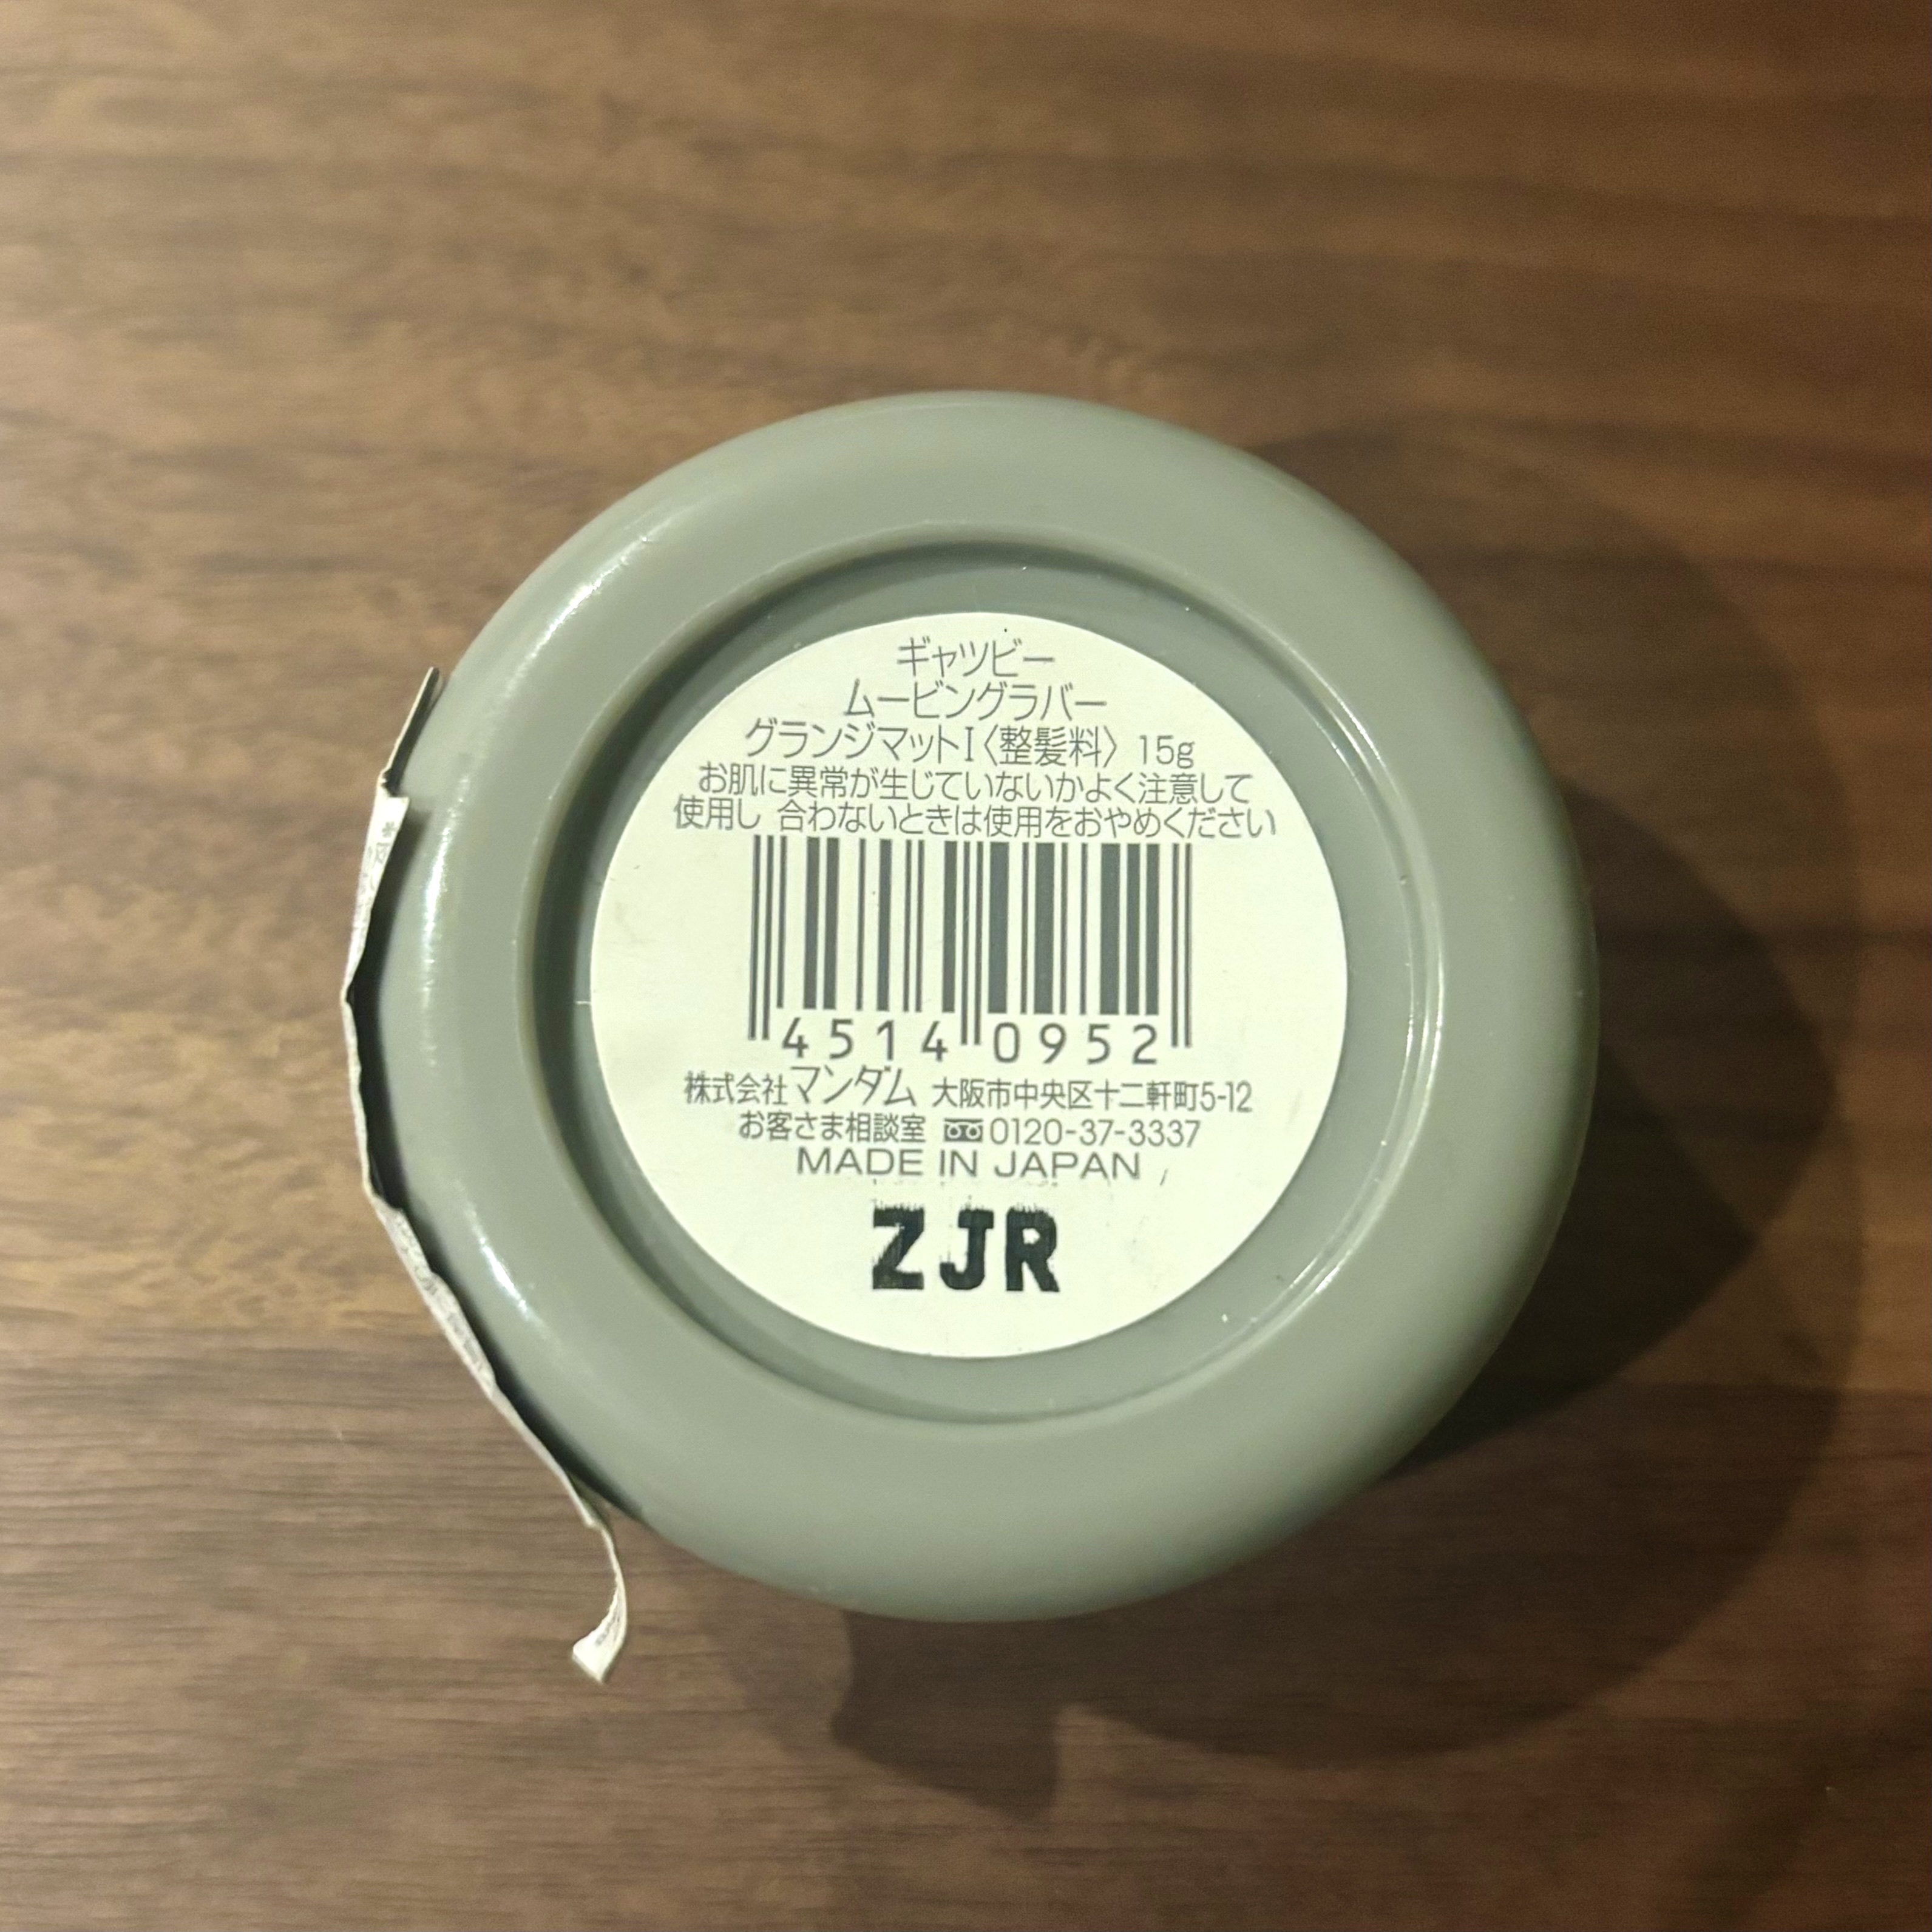 ギャツビー
ムービングラバー
グランジマットI〈整髪料〉 15g
お肌に異常が生じていないかよく注意して
使用し 合わないときは使用をおやめください
4514 0952
株式会社マンダム 大阪市中央区十二軒町5-12
お客さま相談室 0120-37-3337
MADE IN JAPAN
ZJR